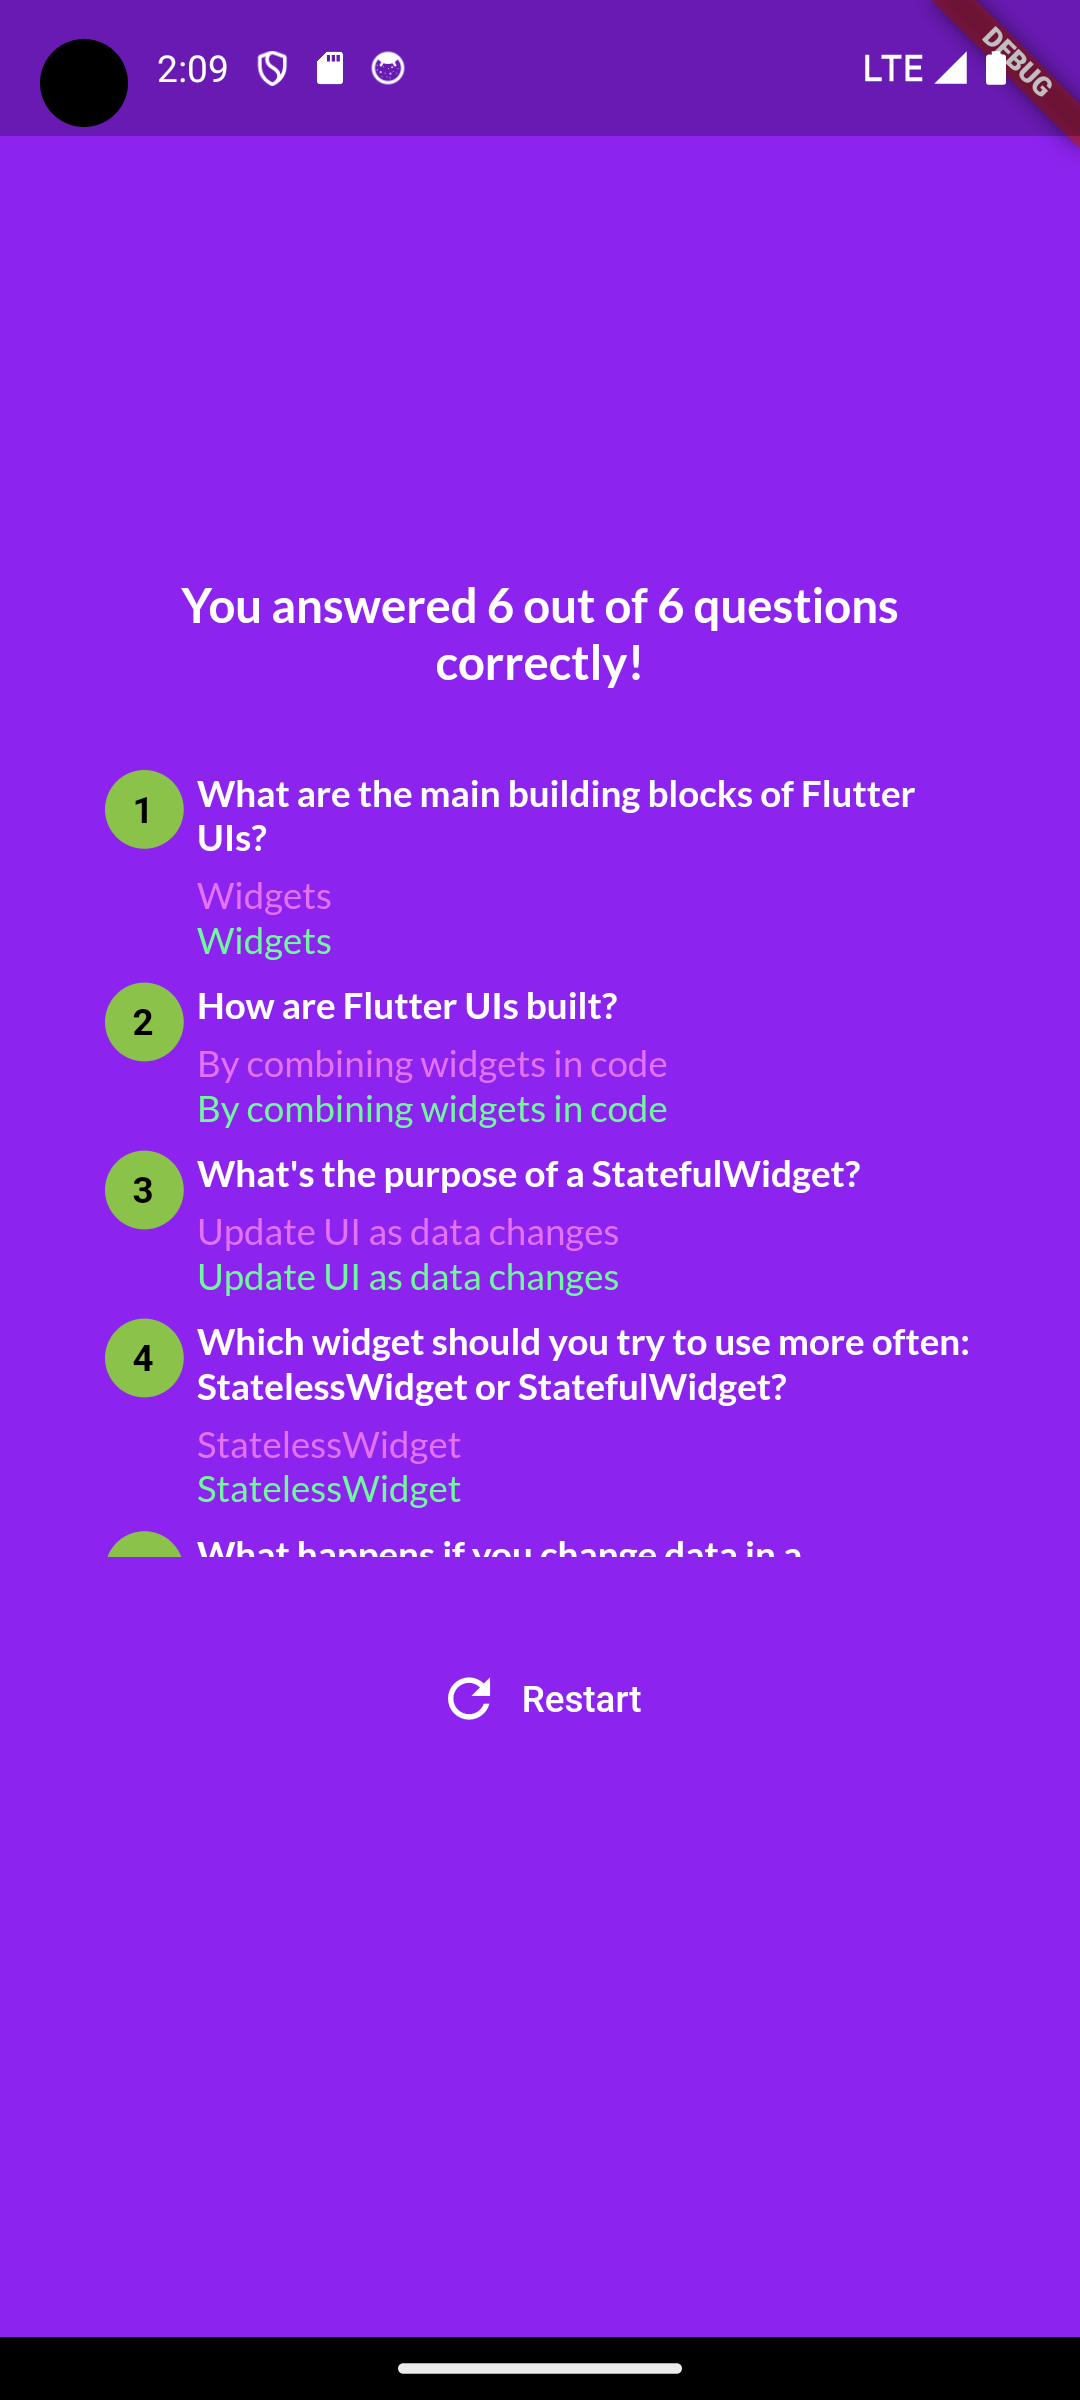 2:09
LTE
DEBUG
You answered 6 out of 6 questions
correctly!
1
What are the main building blocks of Flutter
UIs?
Widgets
Widgets
2
How are Flutter UIs built?
By combining widgets in code
By combining widgets in code
3
What's the purpose of a StatefulWidget?
Update UI as data changes
Update UI as data changes
4
Which widget should you try to use more often:
StatelessWidget or StatefulWidget?
StatelessWidget
StatelessWidget
What happens if you change data in a
Restart